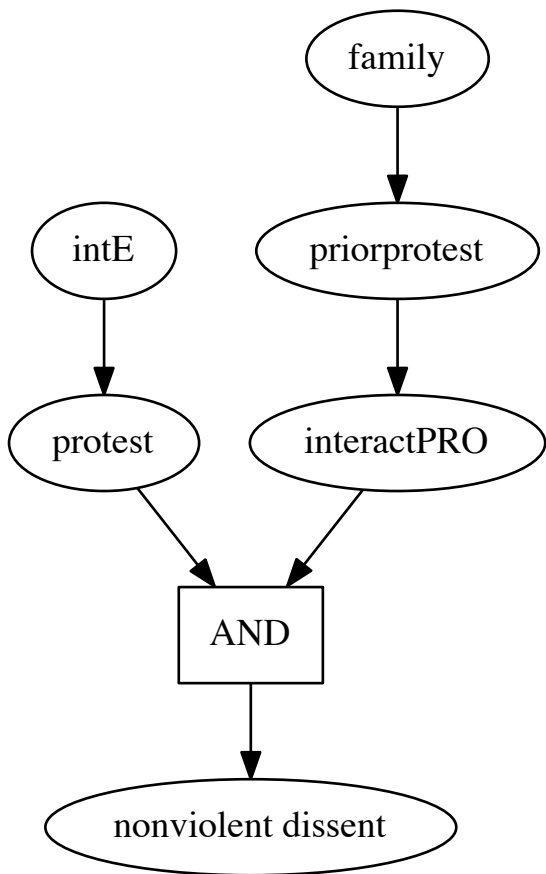 family
intE
priorprotest
protest
interactPRO
AND
nonviolent dissent